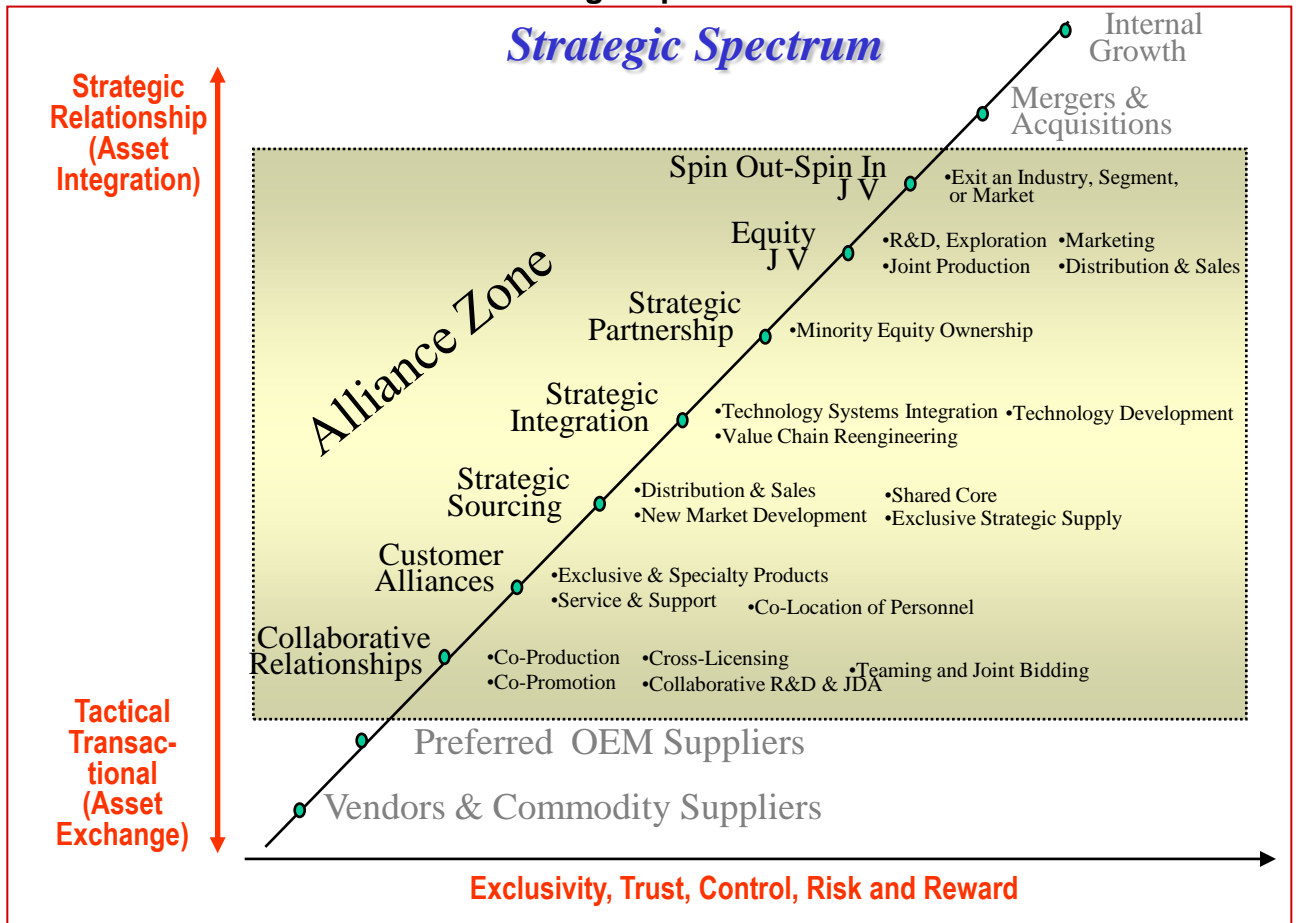 Strategic Spectrum
Internal
Growth
Strategic
Relationship
(Asset
Integration)
Mergers &
Acquisitions
Spin Out-Spin In
J V
•Exit an Industry, Segment,
or Market
Equity
J V
•R&D, Exploration •Marketing
•Joint Production •Distribution & Sales
Alliance Zone
Strategic
Partnership
•Minority Equity Ownership
Strategic
Integration
•Technology Systems Integration •Technology Development
•Value Chain Reengineering
Strategic
Sourcing
•Distribution & Sales •Shared Core
•New Market Development •Exclusive Strategic Supply
Customer
Alliances
•Exclusive & Specialty Products
•Service & Support •Co-Location of Personnel
Collaborative
Relationships
•Co-Production •Cross-Licensing •Teaming and Joint Bidding
•Co-Promotion •Collaborative R&D & JDA
Tactical
Transac-
tional
(Asset
Exchange)
Preferred OEM Suppliers
Vendors & Commodity Suppliers
Exclusivity, Trust, Control, Risk and Reward